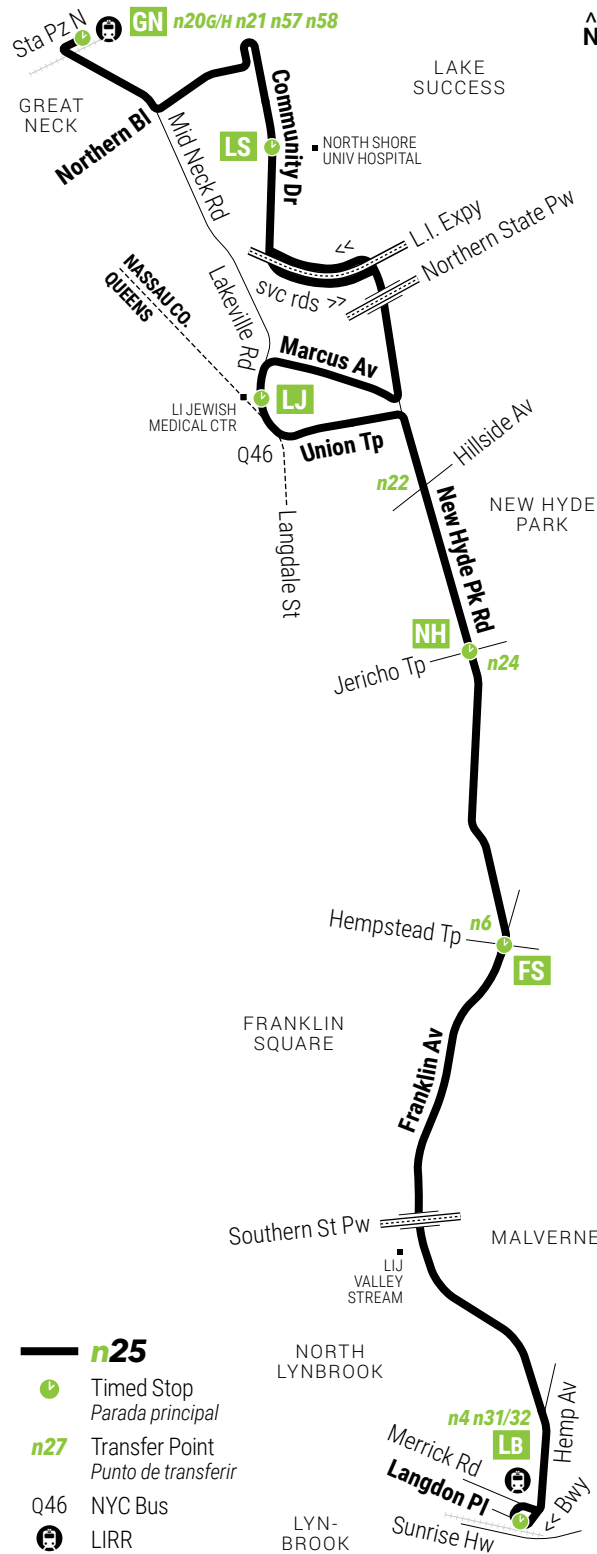 Sta Pz N
GN
n20G/H n21 n57 n58
^
N
GREAT
NECK
LAKE
SUCCESS
Northern Bl
Mid Neck Rd
Community Dr
LS
NORTH SHORE
UNIV HOSPITAL
<<
L.I. Expy
Northern State Pw
svc rds >>
NASSAU CO.
QUEENS
Lakeville Rd
Marcus Av
LJ
LI JEWISH
MEDICAL CTR
Q46
Union Tp
Langdale St
Hillside Av
n22
New Hyde Pk Rd
NEW HYDE
PARK
NH
Jericho Tp
n24
Hempstead Tp
n6
FS
FRANKLIN
SQUARE
Franklin Av
Southern St Pw
MALVERNE
LIJ
VALLEY
STREAM
NORTH
LYNBROOK
n4 n31/32
LB
Hemp Av
Merrick Rd
Langdon Pl
<< Bwy
Sunrise Hw
LYN-
BROOK
n25
Timed Stop
Parada principal
n27
Transfer Point
Punto de transferir
Q46
NYC Bus
LIRR